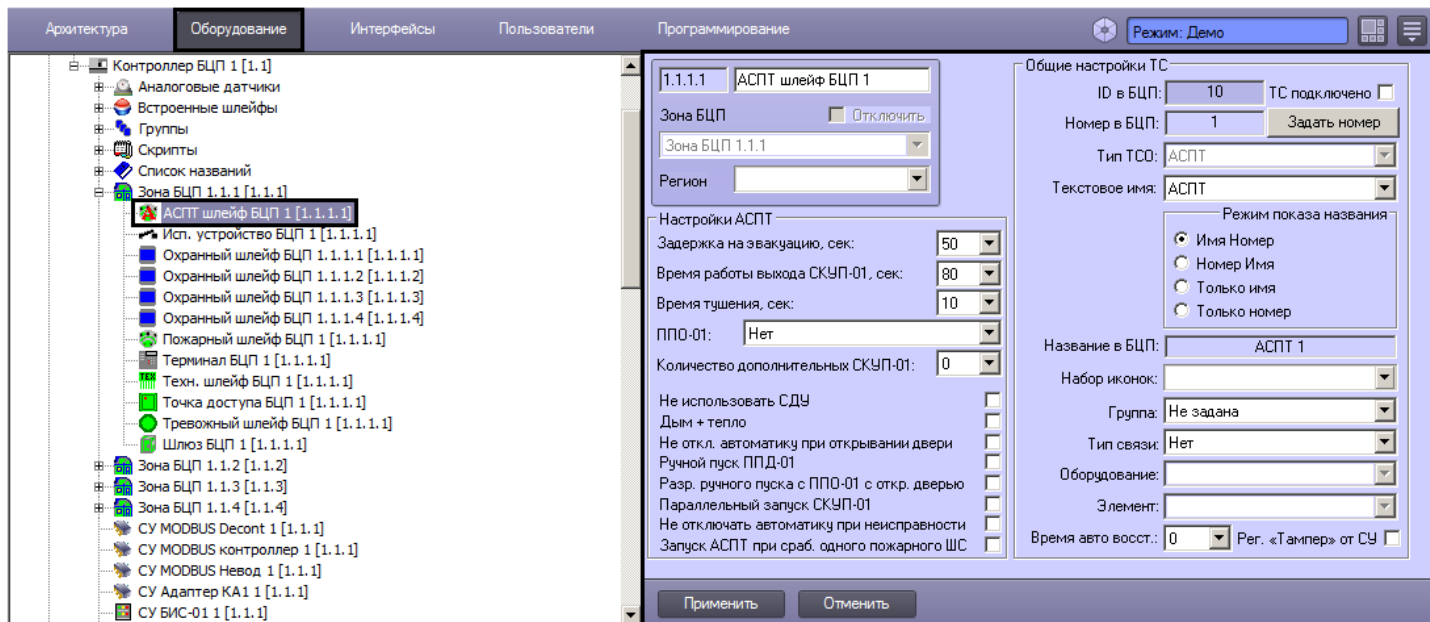 Архитектура Оборудование Интерфейсы Пользователи Программирование Режим: Демо
Контроллер БЦП 1 [1.1]
Аналоговые датчики
Встроенные шлейфы
Группы
Скрипты
Список названий
Зона БЦП 1.1.1 [1.1.1]
АСПТ шлейф БЦП 1 [1.1.1.1]
Исп. устройство БЦП 1 [1.1.1.1]
Охранный шлейф БЦП 1.1.1.1 [1.1.1.1]
Охранный шлейф БЦП 1.1.1.2 [1.1.1.2]
Охранный шлейф БЦП 1.1.1.3 [1.1.1.3]
Охранный шлейф БЦП 1.1.1.4 [1.1.1.4]
Пожарный шлейф БЦП 1 [1.1.1.1]
Терминал БЦП 1 [1.1.1.1]
ТЕХ Техн. шлейф БЦП 1 [1.1.1.1]
Точка доступа БЦП 1 [1.1.1.1]
Тревожный шлейф БЦП 1 [1.1.1.1]
Шлюз БЦП 1 [1.1.1.1]
Зона БЦП 1.1.2 [1.1.2]
Зона БЦП 1.1.3 [1.1.3]
Зона БЦП 1.1.4 [1.1.4]
СУ MODBUS Decont 1 [1.1.1]
СУ MODBUS контроллер 1 [1.1.1]
СУ MODBUS Невод 1 [1.1.1]
СУ Адаптер КА1 1 [1.1.1]
СУ БИС-01 1 [1.1.1]
1.1.1.1 АСПТ шлейф БЦП 1
Зона БЦП Отключить
Зона БЦП 1.1.1
Регион
Настройки АСПТ
Задержка на эвакуацию, сек: 50
Время работы выхода СКУП-01, сек: 80
Время тушения, сек: 10
ППО-01: Нет
Количество дополнительных СКУП-01: 0
Не использовать СДУ
Дым + тепло
Не откл. автоматику при открывании двери
Ручной пуск ППД-01
Разр. ручного пуска с ППО-01 с откр. дверью
Параллельный запуск СКУП-01
Не отключать автоматику при неисправности
Запуск АСПТ при сраб. одного пожарного ШС
Общие настройки ТС
ID в БЦП: 10 ТС подключено
Номер в БЦП: 1 Задать номер
Тип ТСО: АСПТ
Текстовое имя: АСПТ
Режим показа названия
Имя Номер
Номер Имя
Только имя
Только номер
Название в БЦП: АСПТ 1
Набор иконок:
Группа: Не задана
Тип связи: Нет
Оборудование:
Элемент:
Время авто восст.: 0 Рег. «Тампер» от СУ
Применить Отменить